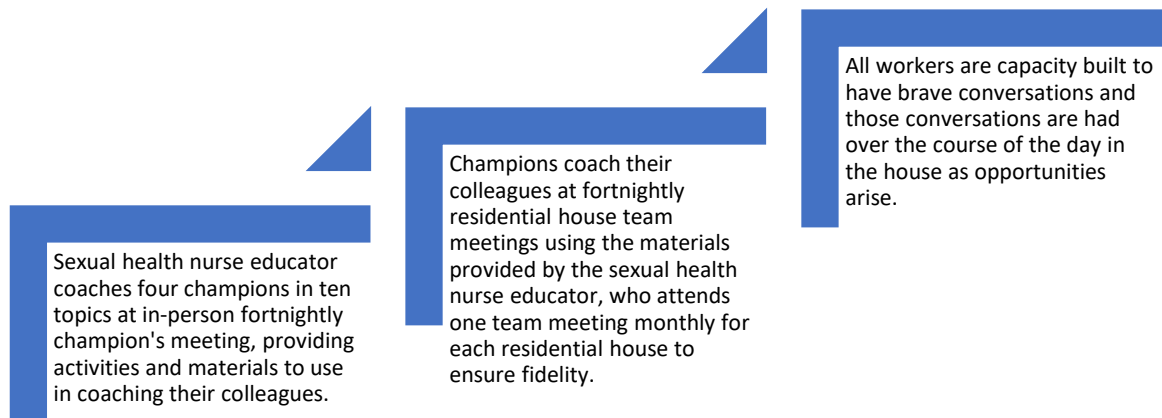 Sexual health nurse educator
coaches four champions in ten
topics at in-person fortnightly
champion's meeting, providing
activities and materials to use
in coaching their colleagues.
Champions coach their
colleagues at fortnightly
residential house team
meetings using the materials
provided by the sexual health
nurse educator, who attends
one team meeting monthly for
each residential house to
ensure fidelity.
All workers are capacity built to
have brave conversations and
those conversations are had
over the course of the day in
the house as opportunities
arise.